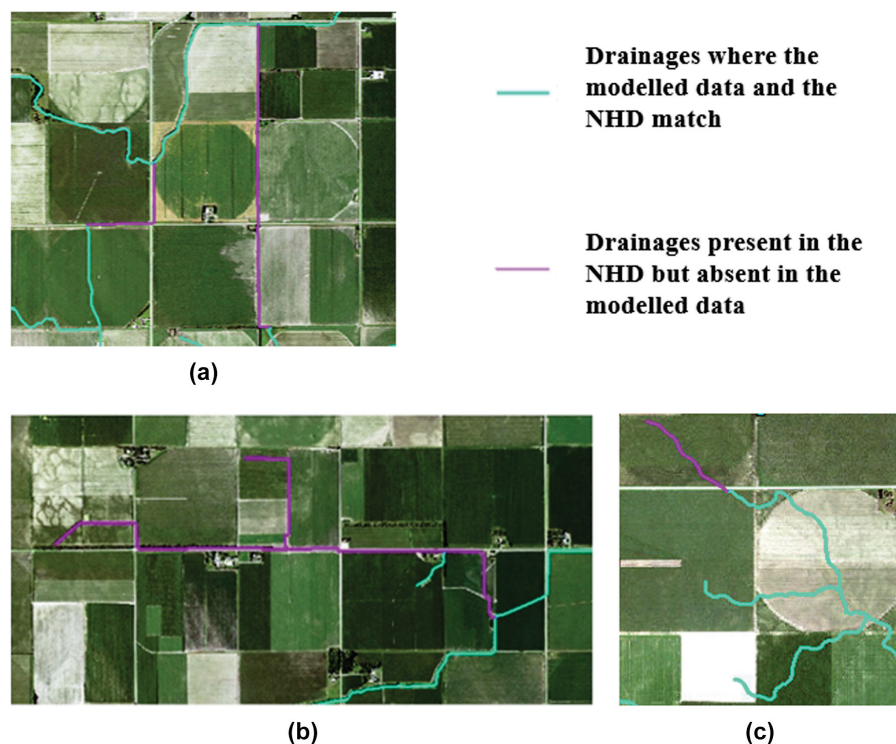 Drainages where the
modelled data and the
NHD match
Drainages present in the
NHD but absent in the
modelled data
(a)
(b)
(c)